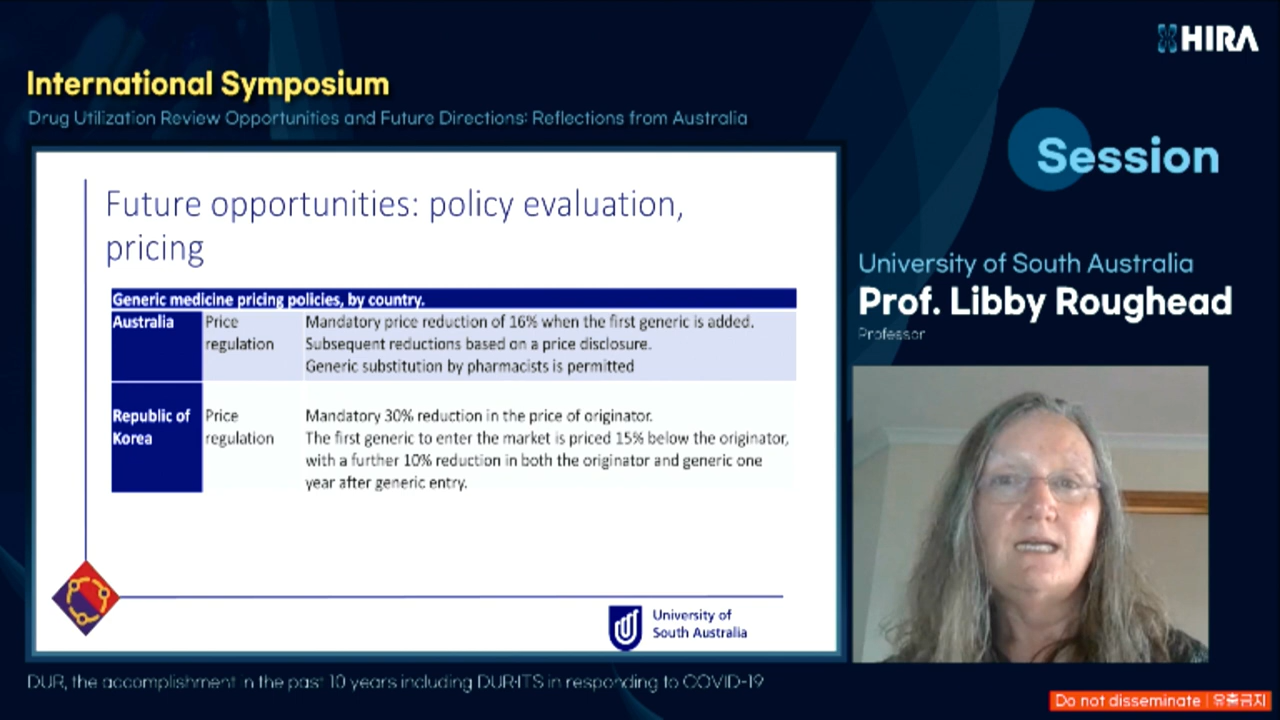 HIRA
International Symposium
Drug Utilization Review Opportunities and Future Directions: Reflections from Australia
Session
Future opportunities: policy evaluation,
pricing
Generic medicine pricing policies, by country.
Australia
Price
regulation
Mandatory price reduction of 16% when the first generic is added.
Subsequent reductions based on a price disclosure.
Generic substitution by pharmacists is permitted
Republic of
Korea
Price
regulation
Mandatory 30% reduction in the price of originator.
The first generic to enter the market is priced 15% below the originator,
with a further 10% reduction in both the originator and generic one
year after generic entry.
University of
South Australia
University of South Australia
Prof. Libby Roughead
Professor
DUR, the accomplishment in the past 10 years including DUR-ITS in responding to COVID-19
Do not disseminate | 유출금지